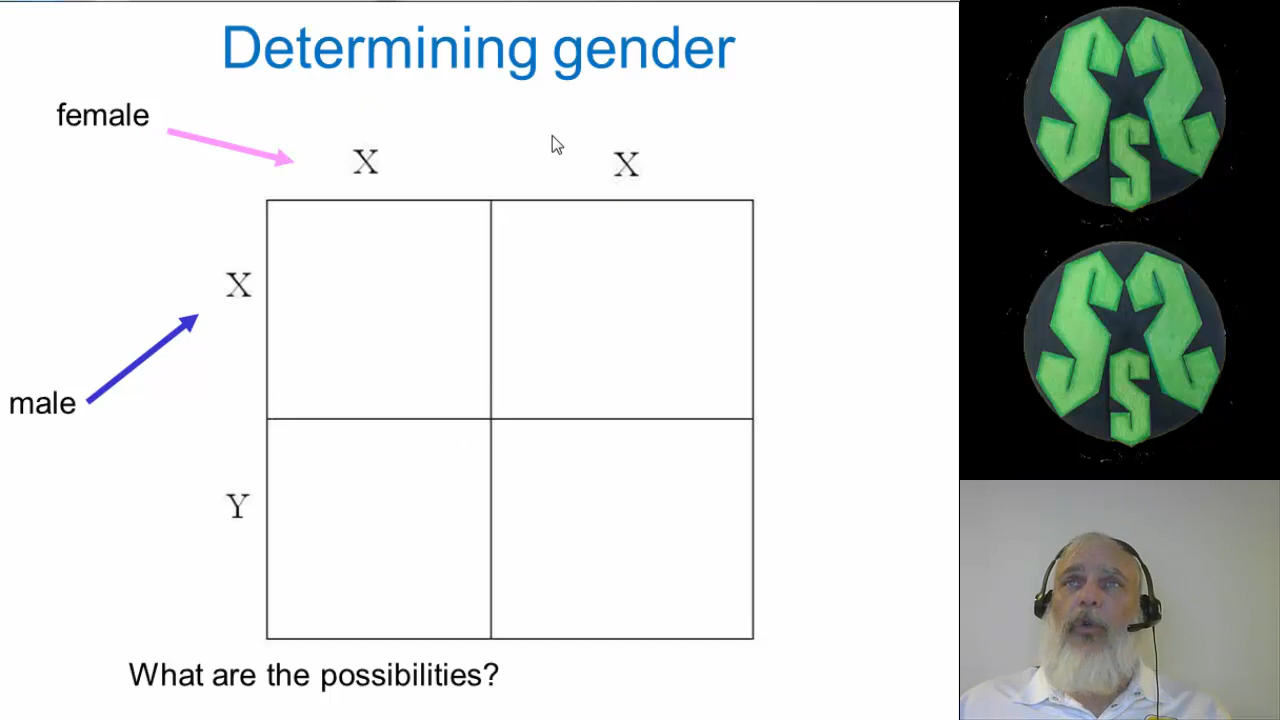 Determining gender
female
X X
X
male
Y
What are the possibilities?
S S
S
S S
S